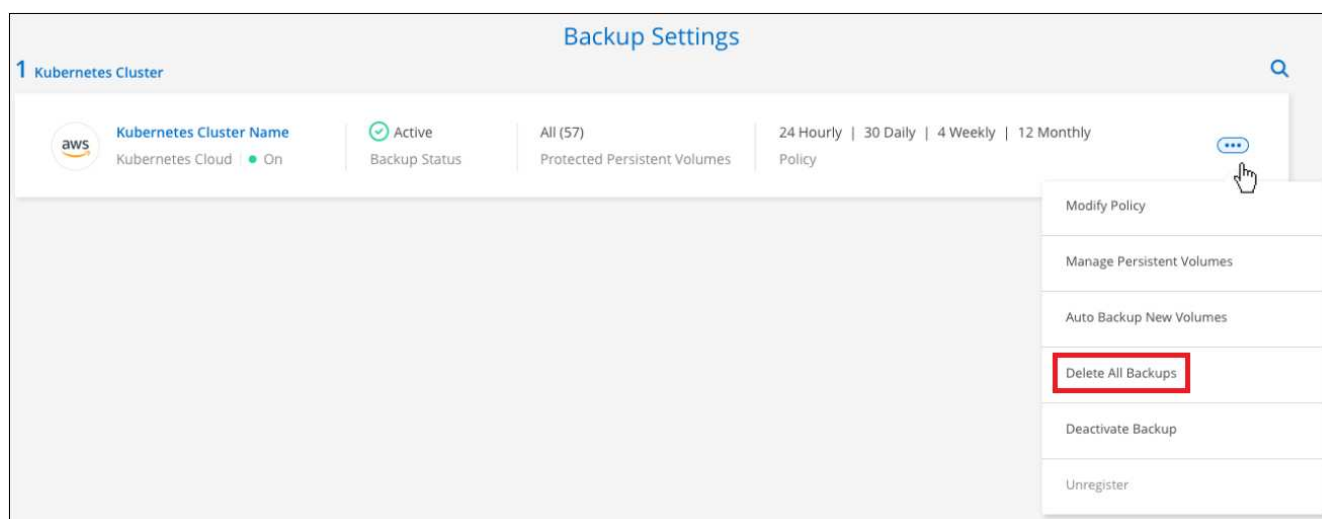 Backup Settings
1 Kubernetes Cluster
aws
Kubernetes Cluster Name
Kubernetes Cloud | On
Active
Backup Status
All (57)
Protected Persistent Volumes
24 Hourly | 30 Daily | 4 Weekly | 12 Monthly
Policy
Modify Policy
Manage Persistent Volumes
Auto Backup New Volumes
Delete All Backups
Deactivate Backup
Unregister